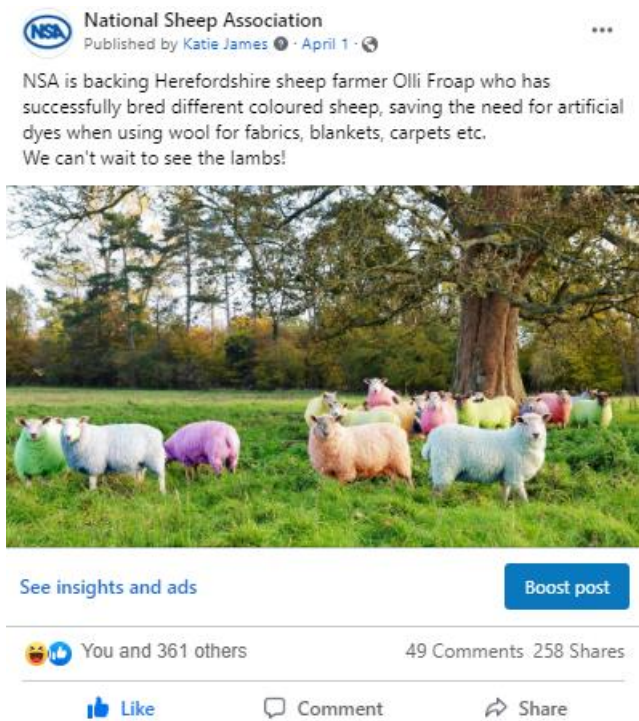 NSA
National Sheep Association
Published by Katie James · April 1 ·
NSA is backing Herefordshire sheep farmer Olli Froap who has
successfully bred different coloured sheep, saving the need for artificial
dyes when using wool for fabrics, blankets, carpets etc.
We can't wait to see the lambs!
See insights and ads
Boost post
You and 361 others
49 Comments 258 Shares
Like
Comment
Share